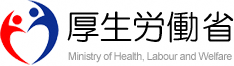 厚生労働省
Ministry of Health, Labour and Welfare